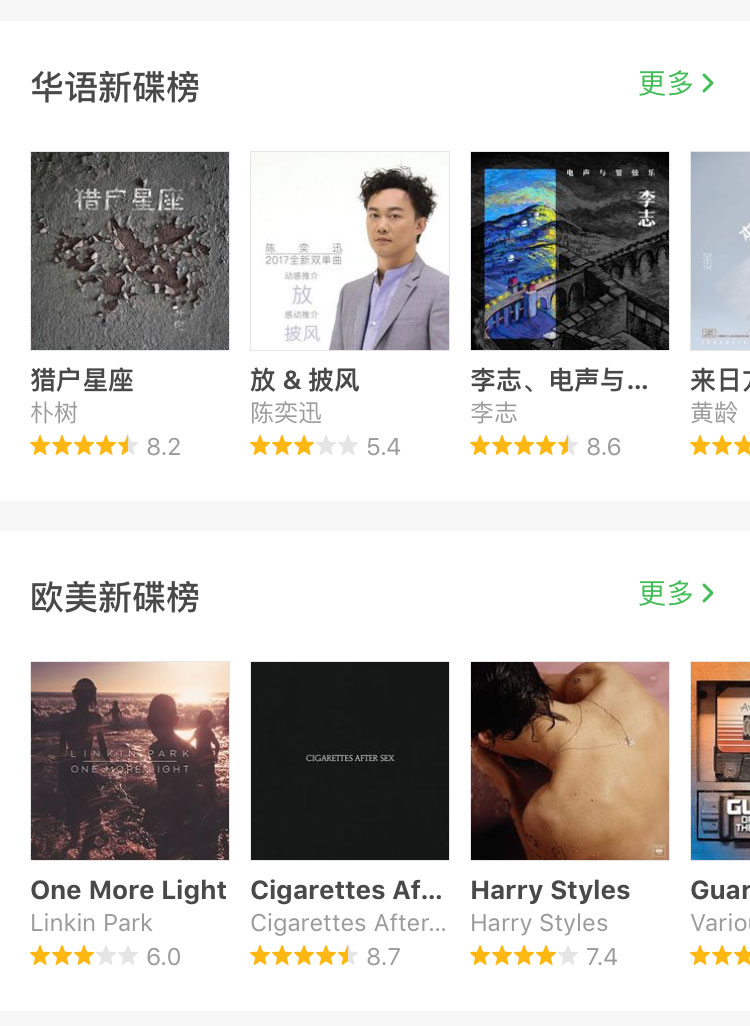 华语新碟榜
更多
猎户星座
陈 奕 迅
2017全新双单曲
动感推介
放
感动推介
披风
电声与管弦乐
李志
猎户星座
朴树
8.2
放 & 披风
陈奕迅
5.4
李志、电声与...
李志
8.6
黄龄
欧美新碟榜
更多
LINKIN PARK
ONE MORE LIGHT
CIGARETTES AFTER SEX
One More Light
Linkin Park
6.0
Cigarettes Af...
Cigarettes After...
8.7
Harry Styles
Harry Styles
7.4